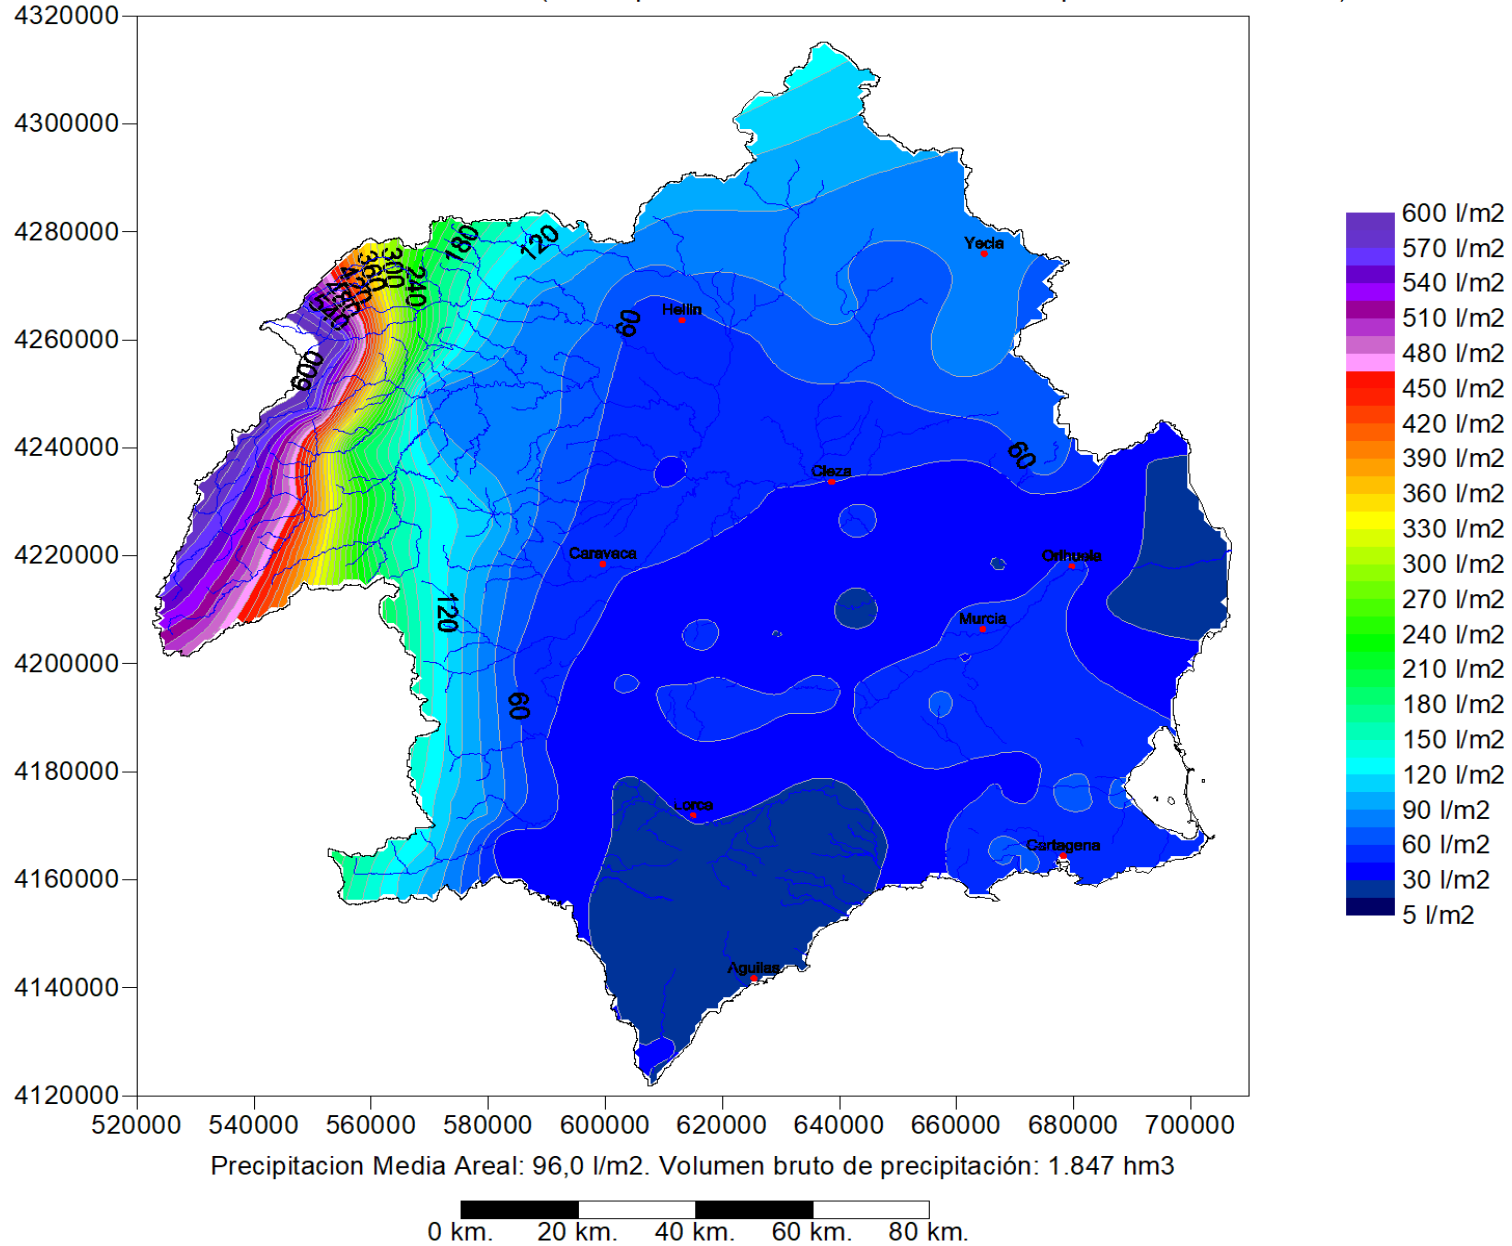 4320000
4300000
4280000
4260000
4240000
4220000
4200000
4180000
4160000
4140000
4120000
520000 540000 560000 580000 600000 620000 640000 660000 680000 700000
180
120
300
360
420
240
480
540
600
60
60
120
60
Yecla
Hellin
Cieza
Caravaca
Orihuela
Murcia
Lorca
Cartagena
Aguilas
600 l/m2
570 l/m2
540 l/m2
510 l/m2
480 l/m2
450 l/m2
420 l/m2
390 l/m2
360 l/m2
330 l/m2
300 l/m2
270 l/m2
240 l/m2
210 l/m2
180 l/m2
150 l/m2
120 l/m2
90 l/m2
60 l/m2
30 l/m2
5 l/m2
Precipitacion Media Areal: 96,0 l/m2. Volumen bruto de precipitación: 1.847 hm3
0 km. 20 km. 40 km. 60 km. 80 km.